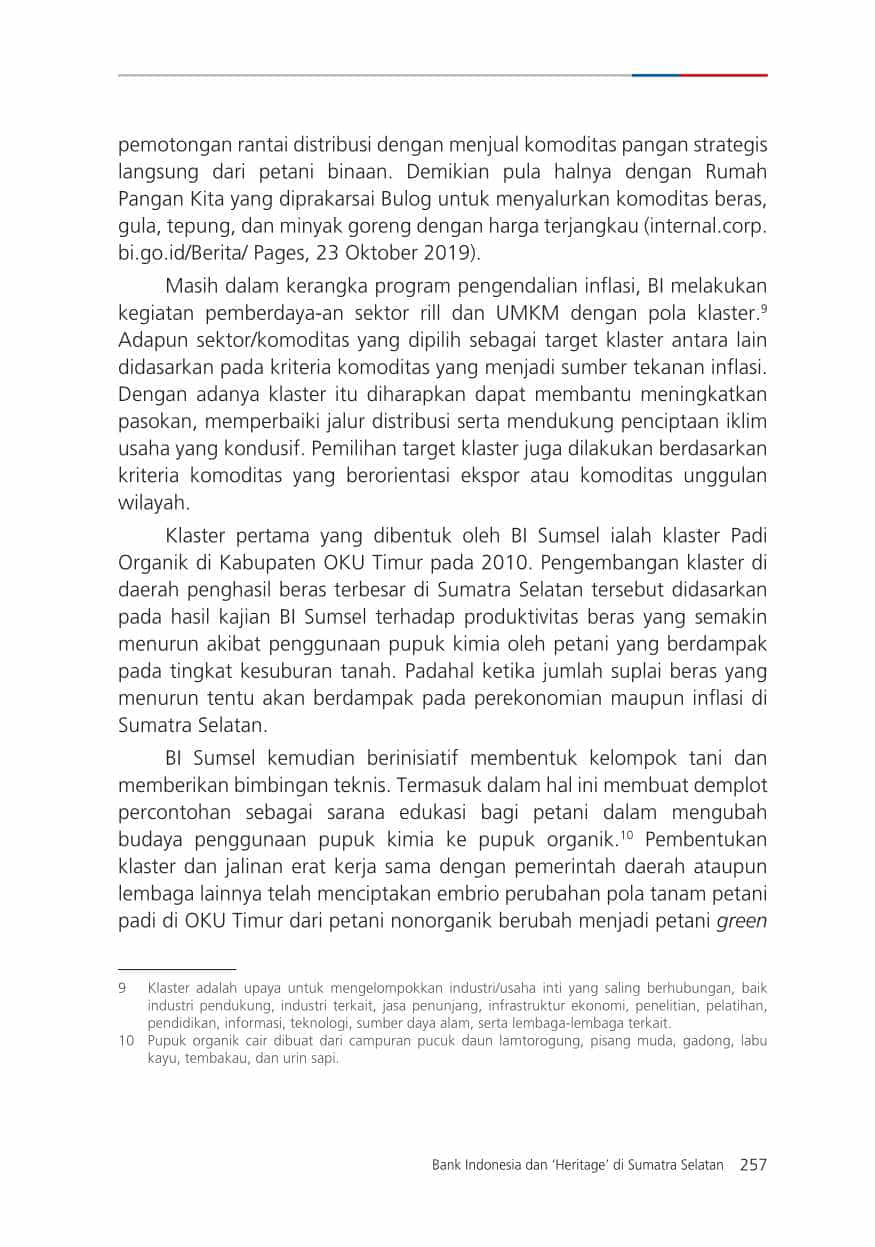 pemotongan rantai distribusi dengan menjual komoditas pangan strategis
langsung dari petani binaan. Demikian pula halnya dengan Rumah
Pangan Kita yang diprakarsai Bulog untuk menyalurkan komoditas beras,
gula, tepung, dan minyak goreng dengan harga terjangkau (internal.corp.
bi.go.id/Berita/ Pages, 23 Oktober 2019).
Masih dalam kerangka program pengendalian inflasi, BI melakukan
kegiatan pemberdaya-an sektor rill dan UMKM dengan pola klaster.⁹
Adapun sektor/komoditas yang dipilih sebagai target klaster antara lain
didasarkan pada kriteria komoditas yang menjadi sumber tekanan inflasi.
Dengan adanya klaster itu diharapkan dapat membantu meningkatkan
pasokan, memperbaiki jalur distribusi serta mendukung penciptaan iklim
usaha yang kondusif. Pemilihan target klaster juga dilakukan berdasarkan
kriteria komoditas yang berorientasi ekspor atau komoditas unggulan
wilayah.
Klaster pertama yang dibentuk oleh BI Sumsel ialah klaster Padi
Organik di Kabupaten OKU Timur pada 2010. Pengembangan klaster di
daerah penghasil beras terbesar di Sumatra Selatan tersebut didasarkan
pada hasil kajian BI Sumsel terhadap produktivitas beras yang semakin
menurun akibat penggunaan pupuk kimia oleh petani yang berdampak
pada tingkat kesuburan tanah. Padahal ketika jumlah suplai beras yang
menurun tentu akan berdampak pada perekonomian maupun inflasi di
Sumatra Selatan.
BI Sumsel kemudian berinisiatif membentuk kelompok tani dan
memberikan bimbingan teknis. Termasuk dalam hal ini membuat demplot
percontohan sebagai sarana edukasi bagi petani dalam mengubah
budaya penggunaan pupuk kimia ke pupuk organik.¹⁰ Pembentukan
klaster dan jalinan erat kerja sama dengan pemerintah daerah ataupun
lembaga lainnya telah menciptakan embrio perubahan pola tanam petani
padi di OKU Timur dari petani nonorganik berubah menjadi petani green
9 Klaster adalah upaya untuk mengelompokkan industri/usaha inti yang saling berhubungan, baik
industri pendukung, industri terkait, jasa penunjang, infrastruktur ekonomi, penelitian, pelatihan,
pendidikan, informasi, teknologi, sumber daya alam, serta lembaga-lembaga terkait.
10 Pupuk organik cair dibuat dari campuran pucuk daun lamtorogung, pisang muda, gadong, labu
kayu, tembakau, dan urin sapi.
Bank Indonesia dan ‘Heritage’ di Sumatra Selatan 257